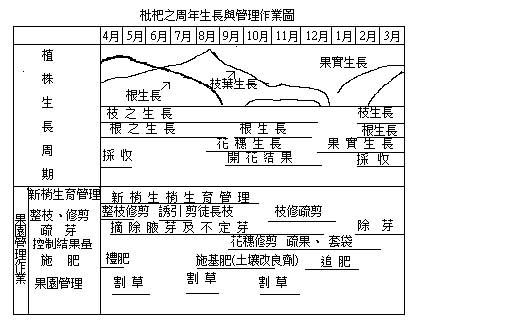 枇杷之周年生長與管理作業圖
4月 5月 6月 7月 8月 9月 10月 11月 12月 1月 2月 3月
植株生長周期
果實生長
枝葉生長
根生長
枝之生長 枝生長
根之生長 根生長 根生長
花穗生長 果實生長
採收 開花結果 採收
果園管理作業
新梢生育管理 新梢生梢生育管理
整枝、修剪 整枝修剪 誘引剪徒長枝 枝修疏剪
疏芽 摘除腋芽及不定芽 除芽
控制結果量 花穗修剪 疏果、套袋
施肥 禮肥 施基肥(土壤改良劑) 追肥
果園管理 割草 割草 割草